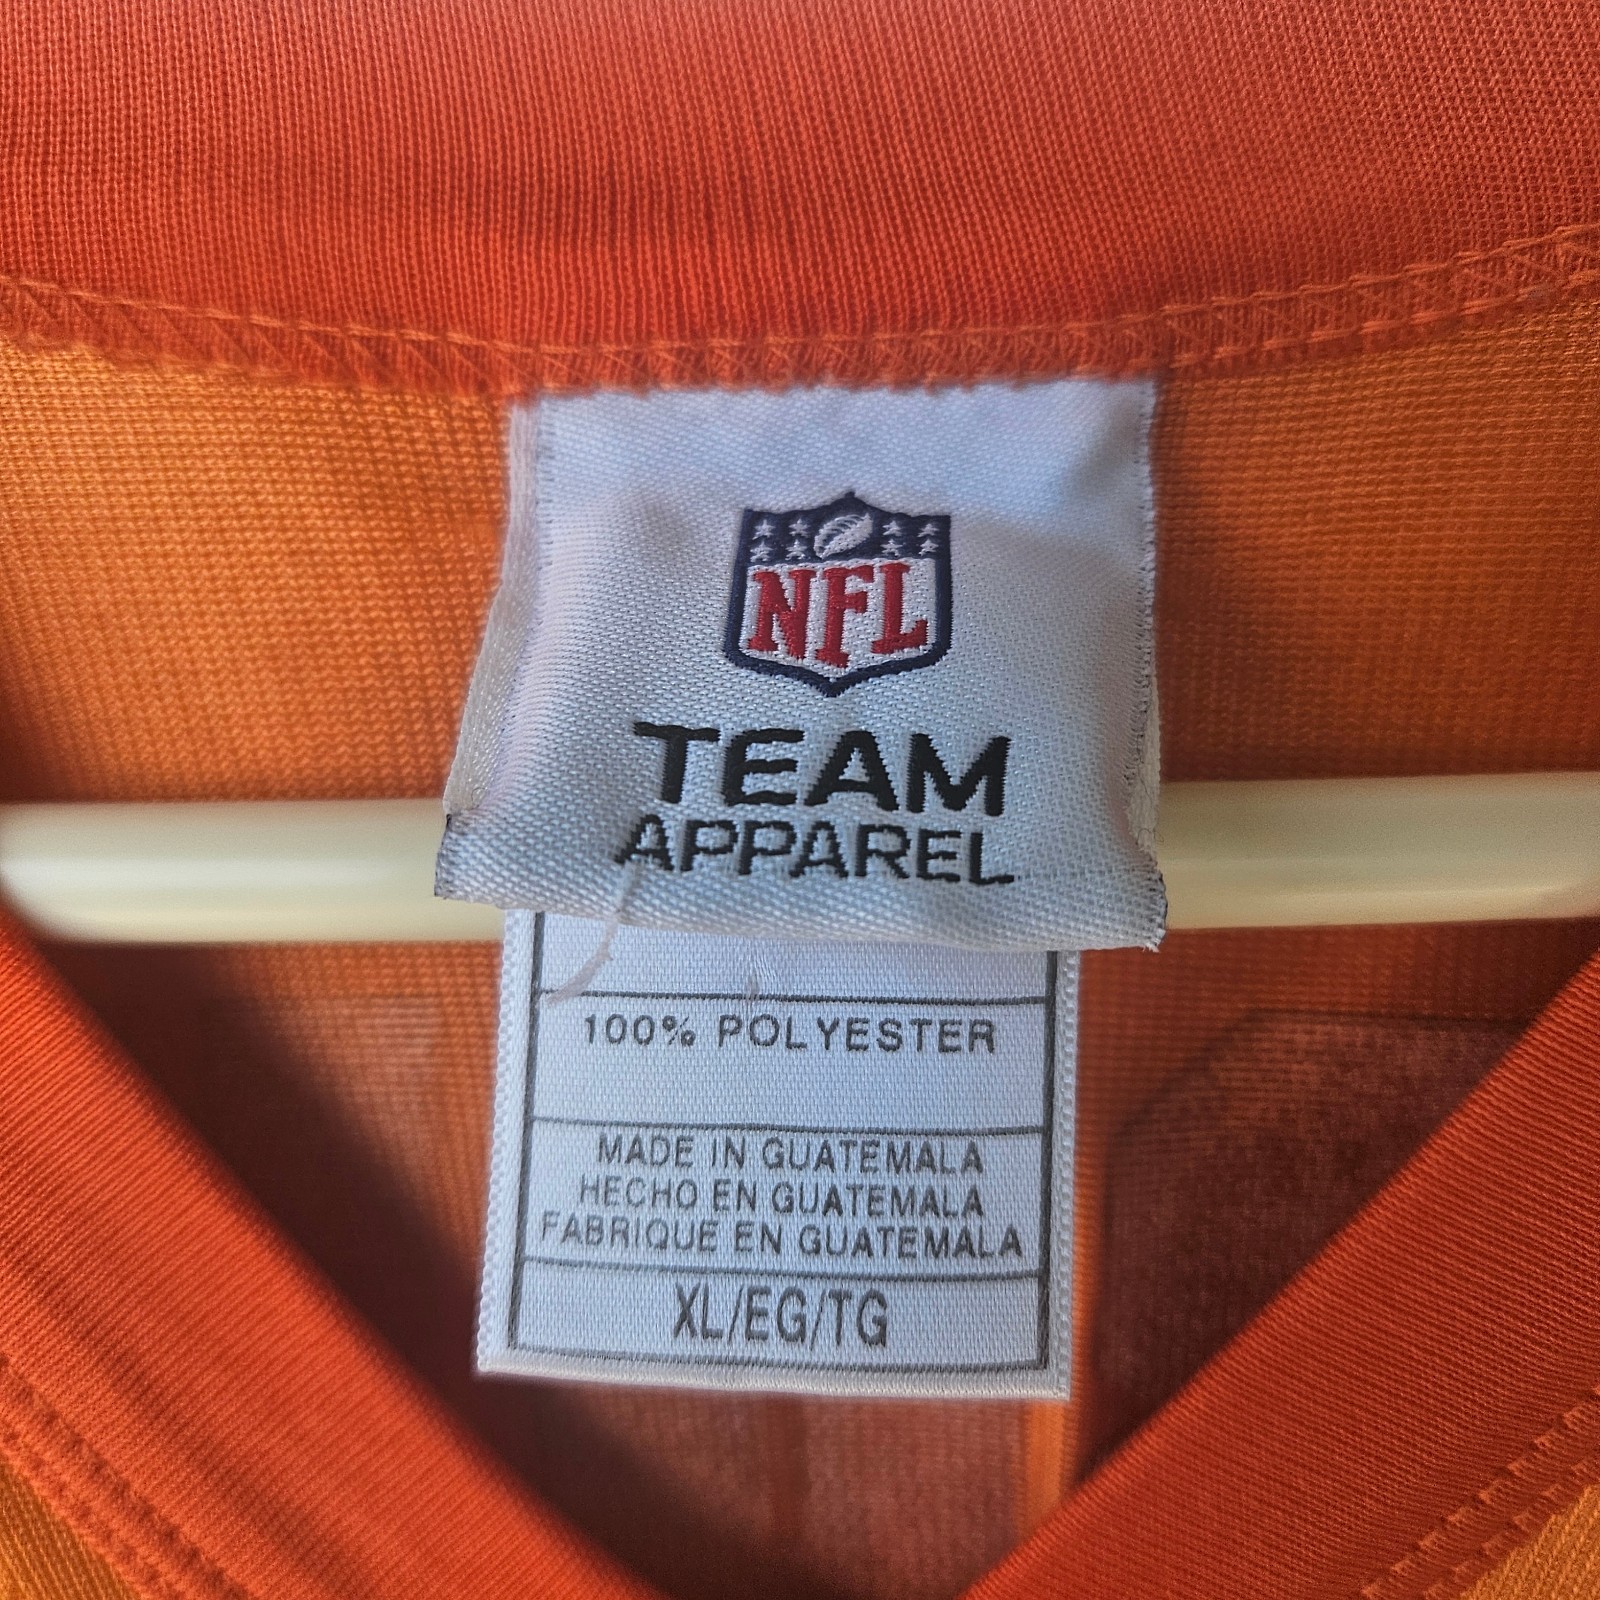 NFL
TEAM
APPAREL
100% POLYESTER
MADE IN GUATEMALA
HECHO EN GUATEMALA
FABRIQUE EN GUATEMALA
XL/EG/TG